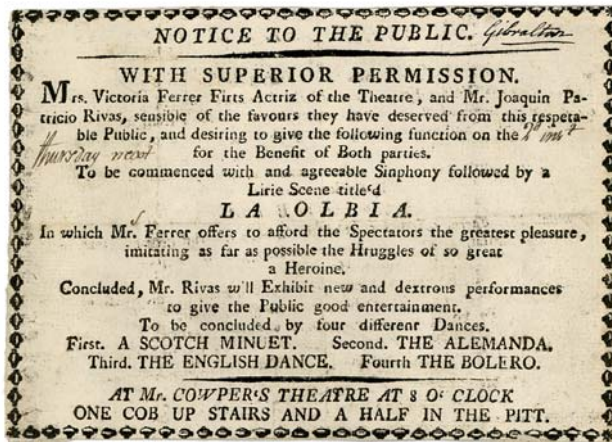 NOTICE TO THE PUBLIC. Gibraltar
WITH SUPERIOR PERMISSION.
Mrs. Victoria Ferrer Firts Actriz of the Theatre, and Mr. Joaquin Pa-
tricio Rivas, sensible of the favours they have deserved from this respeta-
ble Public, and desiring to give the following function on the 2d inst
thursday next for the Benefit of Both parties.
To be commenced with and agreeable Sinphony followed by a
Lirie Scene title'd
LA OLBIA.
In which Mrs Ferrer offers to afford the Spectators the greatest pleasure,
imitating as far as possible the Hruggles of so great
a Heroine.
Concluded, Mr. Rivas will Exhibit new and dextrous performances
to give the Public good entertainment.
To be concluded by four different Dances.
First. A SCOTCH MINUET. Second. THE ALEMANDA.
Third. THE ENGLISH DANCE. Fourth THE BOLERO.
AT Mr. COWPER'S THEATRE AT 8 O' CLOCK
ONE COB UP STAIRS AND A HALF IN THE PITT.